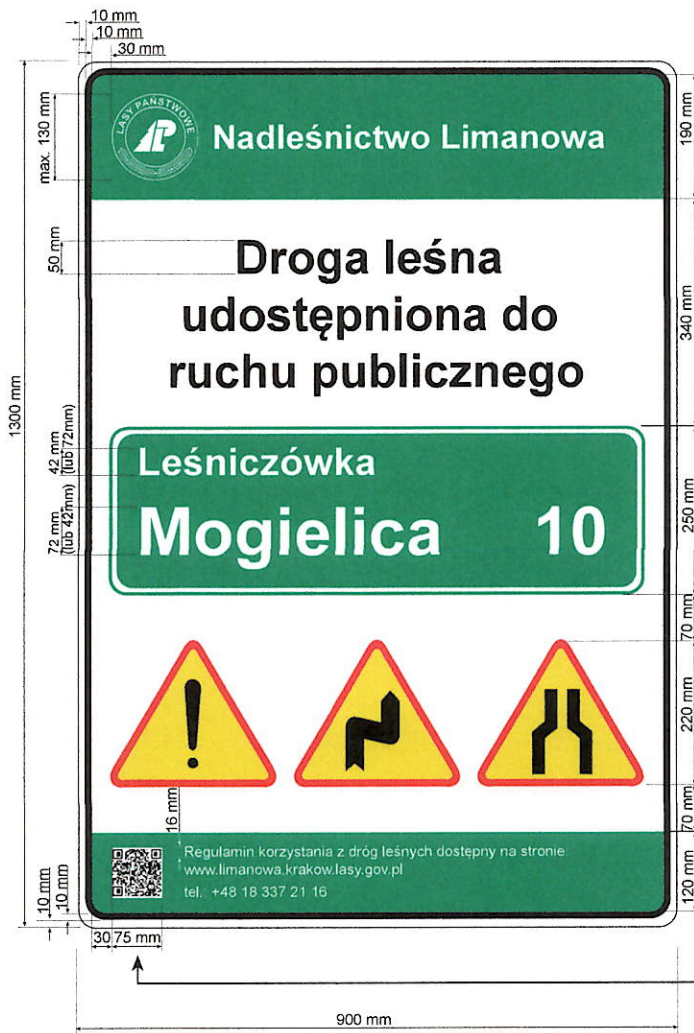 10 mm
10 mm
30 mm
LASY PAŃSTWOWE
Nadleśnictwo Limanowa
max. 130 mm
190 mm
50 mm
Droga leśna
udostępniona do
ruchu publicznego
340 mm
1300 mm
42 mm
(lub 72mm)
Leśniczówka
72 mm
(lub 42mm)
Mogielica 10
250 mm
70 mm
220 mm
70 mm
16 mm
Regulamin korzystania z dróg leśnych dostępny na stronie
www.limanowa.krakow.lasy.gov.pl
tel.: +48 18 337 21 16
120 mm
10 mm
10 mm
30 75 mm
900 mm